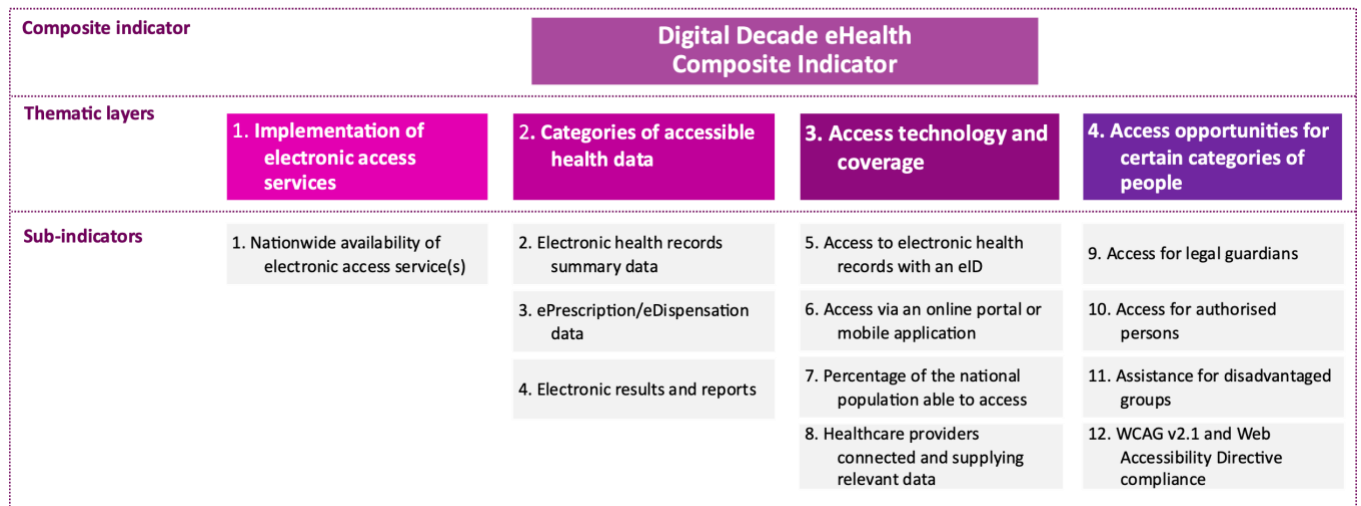 Composite indicator
Digital Decade eHealth
Composite Indicator
Thematic layers
1. Implementation of
electronic access
services
2. Categories of accessible
health data
3. Access technology and
coverage
4. Access opportunities for
certain categories of
people
Sub-indicators
1. Nationwide availability of
electronic access service(s)
2. Electronic health records
summary data
3. ePrescription/eDispensation
data
4. Electronic results and reports
5. Access to electronic health
records with an eID
6. Access via an online portal or
mobile application
7. Percentage of the national
population able to access
8. Healthcare providers
connected and supplying
relevant data
9. Access for legal guardians
10. Access for authorised
persons
11. Assistance for disadvantaged
groups
12. WCAG v2.1 and Web
Accessibility Directive
compliance